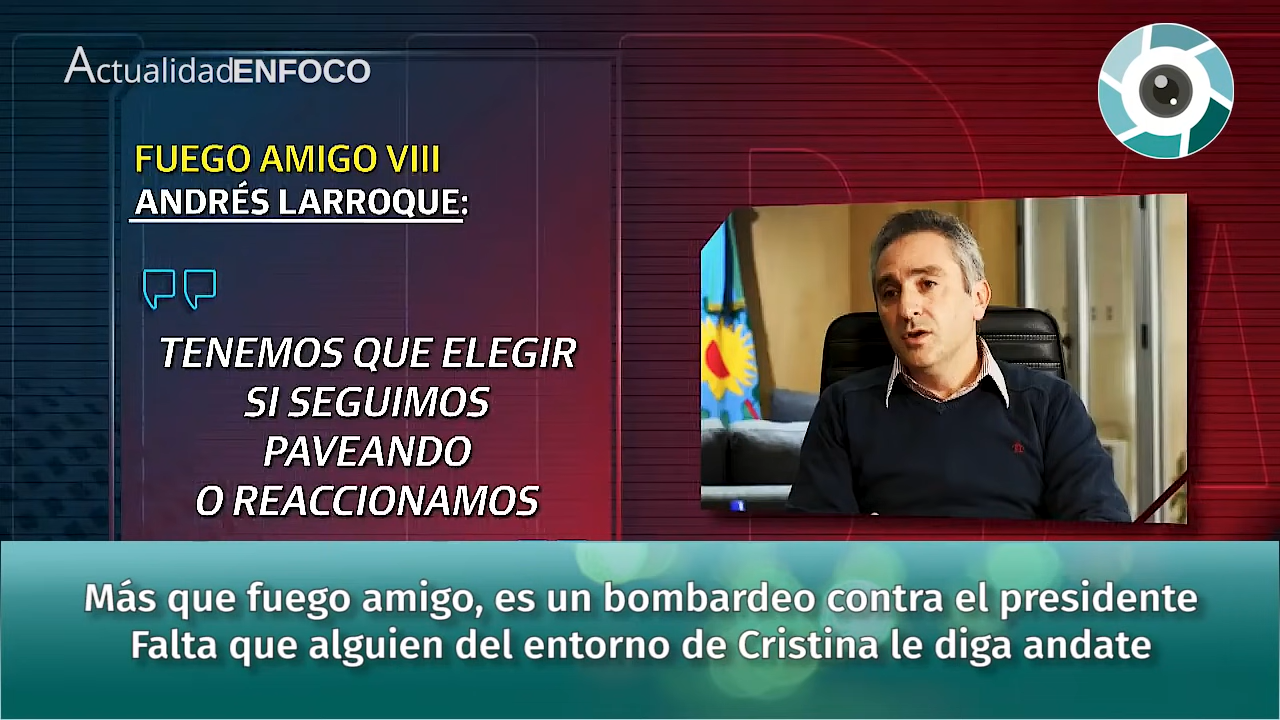 ActualidadENFOCO
FUEGO AMIGO VIII
ANDRÉS LARROQUE:
TENEMOS QUE ELEGIR
SI SEGUIMOS
PAVEANDO
O REACCIONAMOS
Más que fuego amigo, es un bombardeo contra el presidente
Falta que alguien del entorno de Cristina le diga andate